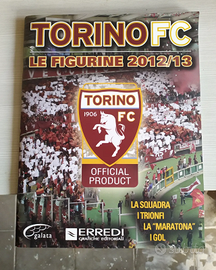 TORINO FC
LE FIGURINE 2012/13
TORINO
1906
FC
OFFICIAL
PRODUCT
LA SQUADRA
I TRIONFI
LA "MARATONA"
I GOL
galata
ERREDI
GRAFICHE EDITORIALI